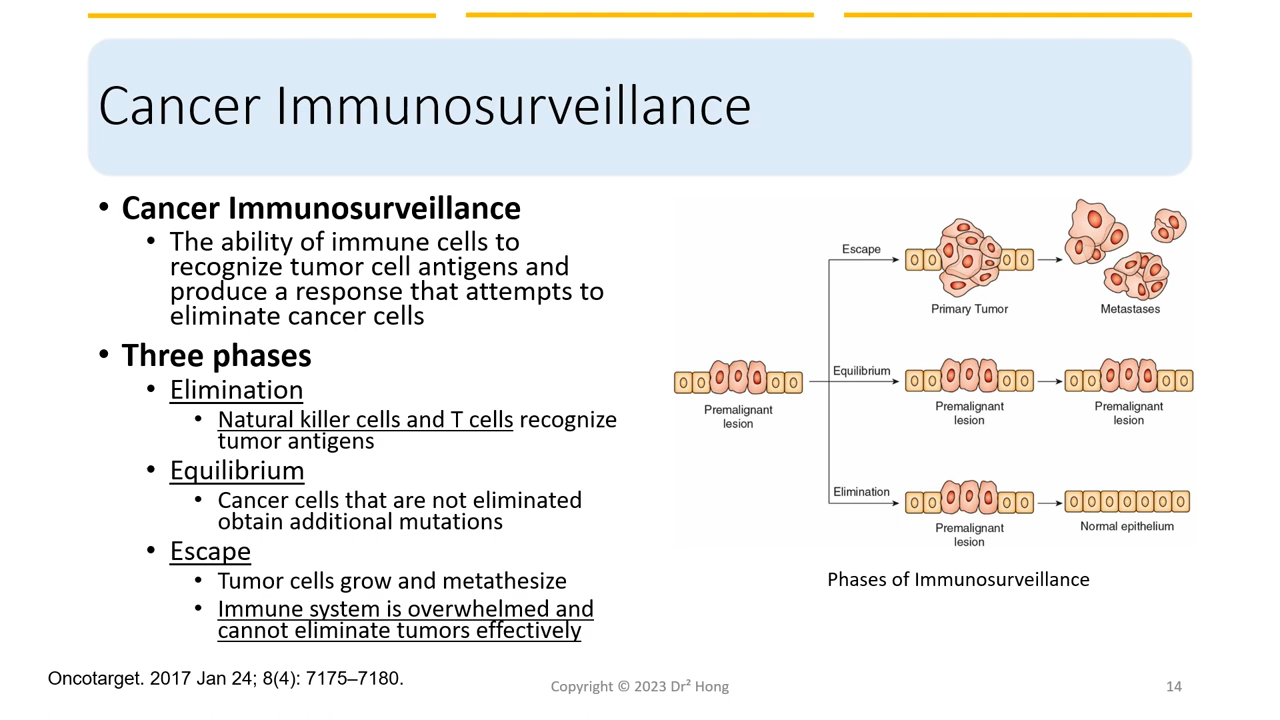 Cancer Immunosurveillance
• Cancer Immunosurveillance
• The ability of immune cells to
recognize tumor cell antigens and
produce a response that attempts to
eliminate cancer cells
• Three phases
• Elimination
• Natural killer cells and T cells recognize
tumor antigens
• Equilibrium
• Cancer cells that are not eliminated
obtain additional mutations
• Escape
• Tumor cells grow and metathesize
• Immune system is overwhelmed and
cannot eliminate tumors effectively
Premalignant
lesion
Escape
Primary Tumor
Metastases
Equilibrium
Premalignant
lesion
Premalignant
lesion
Elimination
Premalignant
lesion
Normal epithelium
Phases of Immunosurveillance
Oncotarget. 2017 Jan 24; 8(4): 7175–7180.
Copyright © 2023 Dr² Hong
14